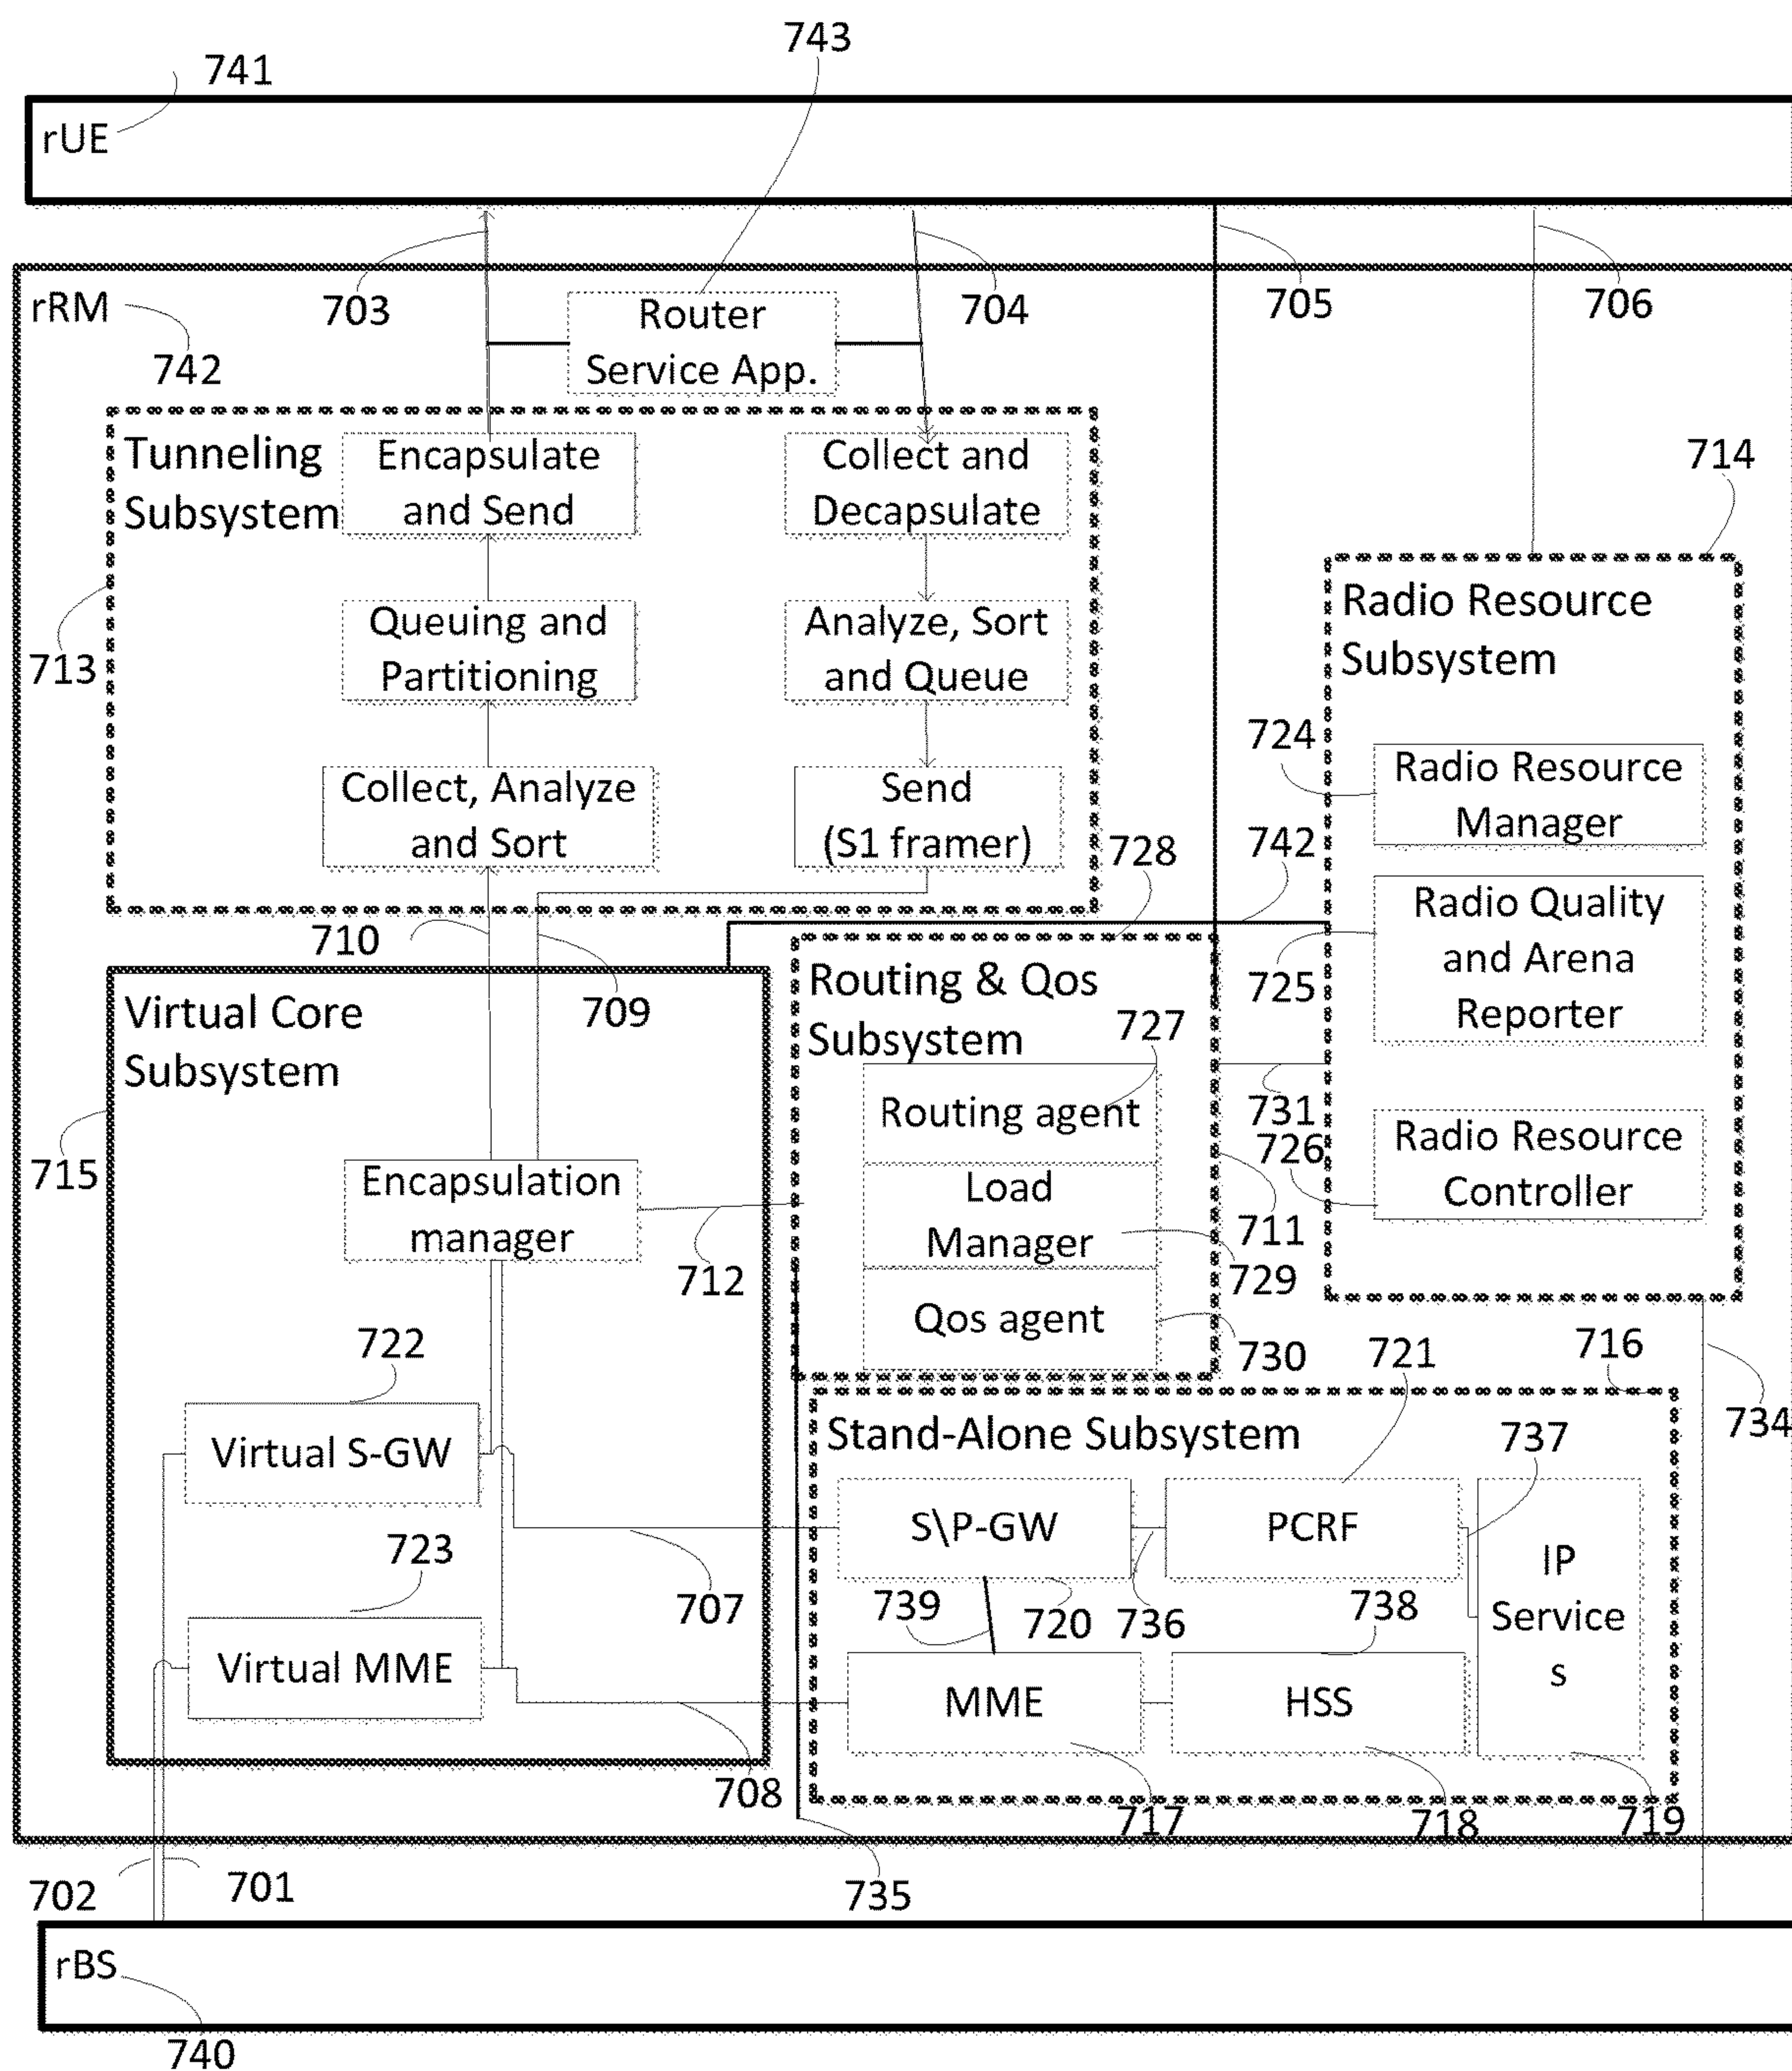 743
741
rUE
703
704
705
706
rRM
742
Router
Service App.
Tunneling
Subsystem
713
Encapsulate
and Send
Queuing and
Partitioning
Collect, Analyze
and Sort
Collect and
Decapsulate
Analyze, Sort
and Queue
Send
(S1 framer)
714
Radio Resource
Subsystem
724
Radio Resource
Manager
742
725
Radio Quality
and Arena
Reporter
731
726
Radio Resource
Controller
728
710
709
Virtual Core
Subsystem
715
Encapsulation
manager
712
Routing & Qos
Subsystem
727
Routing agent
Load
Manager
Qos agent
711
729
730
722
Virtual S-GW
723
Virtual MME
707
708
721
716
734
Stand-Alone Subsystem
737
S\P-GW
PCRF
IP
Service
s
739
720
736
738
MME
HSS
717
718
719
702
701
735
rBS
740